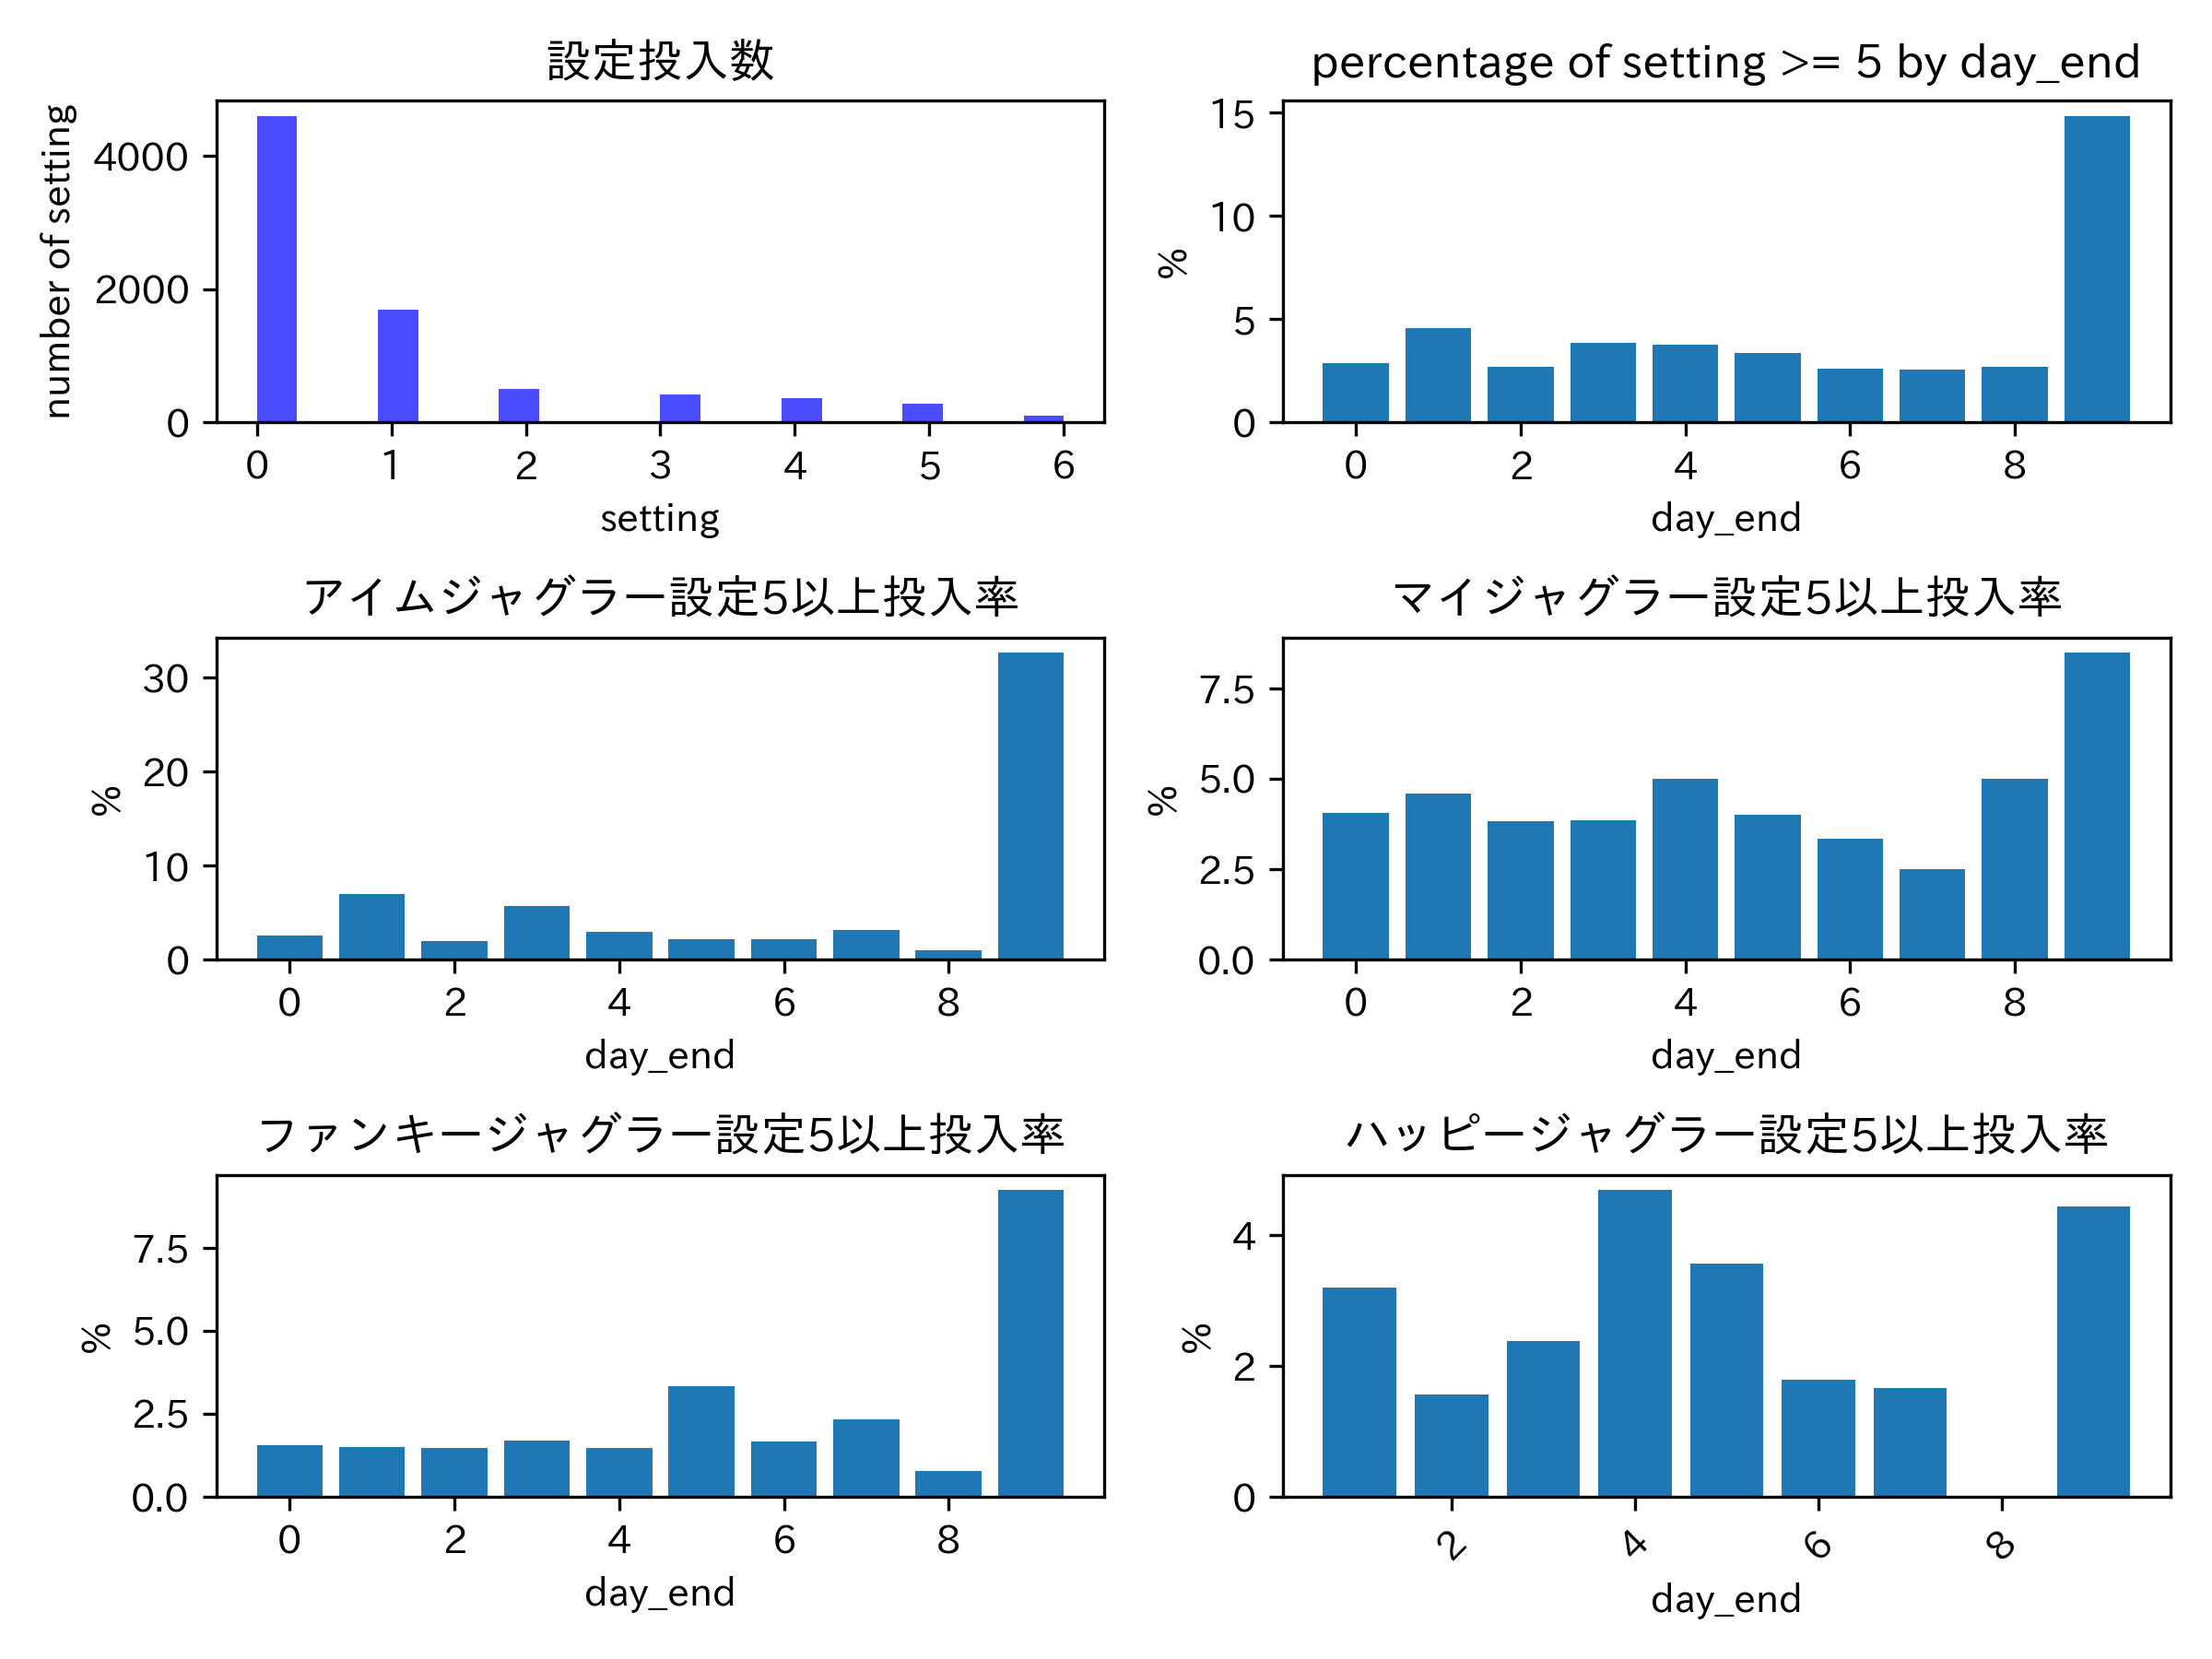 設定投入数
number of setting
4000
2000
0
0 1 2 3 4 5 6
setting
percentage of setting >= 5 by day_end
%
15
10
5
0
0 2 4 6 8
day_end
アイムジャグラー設定5以上投入率
%
30
20
10
0
0 2 4 6 8
day_end
マイジャグラー設定5以上投入率
%
7.5
5.0
2.5
0.0
0 2 4 6 8
day_end
ファンキージャグラー設定5以上投入率
%
7.5
5.0
2.5
0.0
0 2 4 6 8
day_end
ハッピージャグラー設定5以上投入率
%
4
2
0
2 4 6 8
day_end